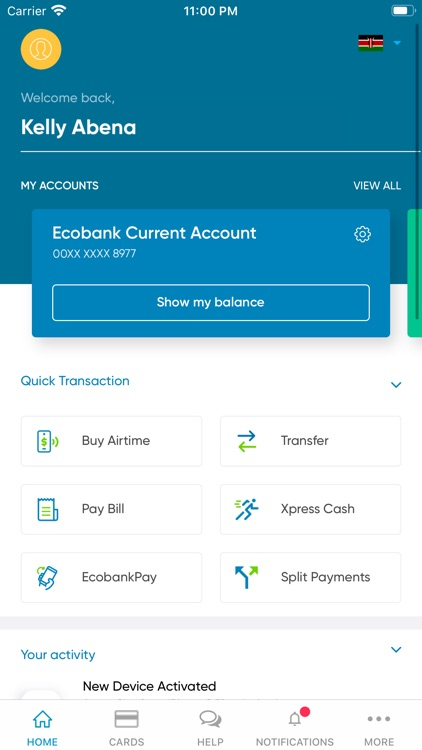 Carrier 11:00 PM
Welcome back,
Kelly Abena
MY ACCOUNTS VIEW ALL
Ecobank Current Account
00XX XXXX 8977
Show my balance
Quick Transaction
Buy Airtime Transfer
Pay Bill Xpress Cash
EcobankPay Split Payments
Your activity
New Device Activated
HOME CARDS HELP NOTIFICATIONS MORE